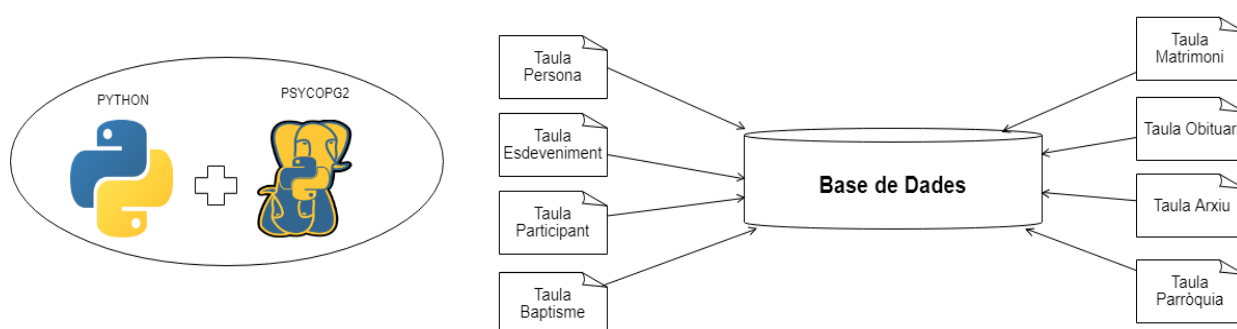 PYTHON
PSYCOPG2
Taula
Persona
Taula
Esdeveniment
Taula
Participant
Taula
Baptisme
Base de Dades
Taula
Matrimoni
Taula Obituari
Taula Arxiu
Taula
Parròquia